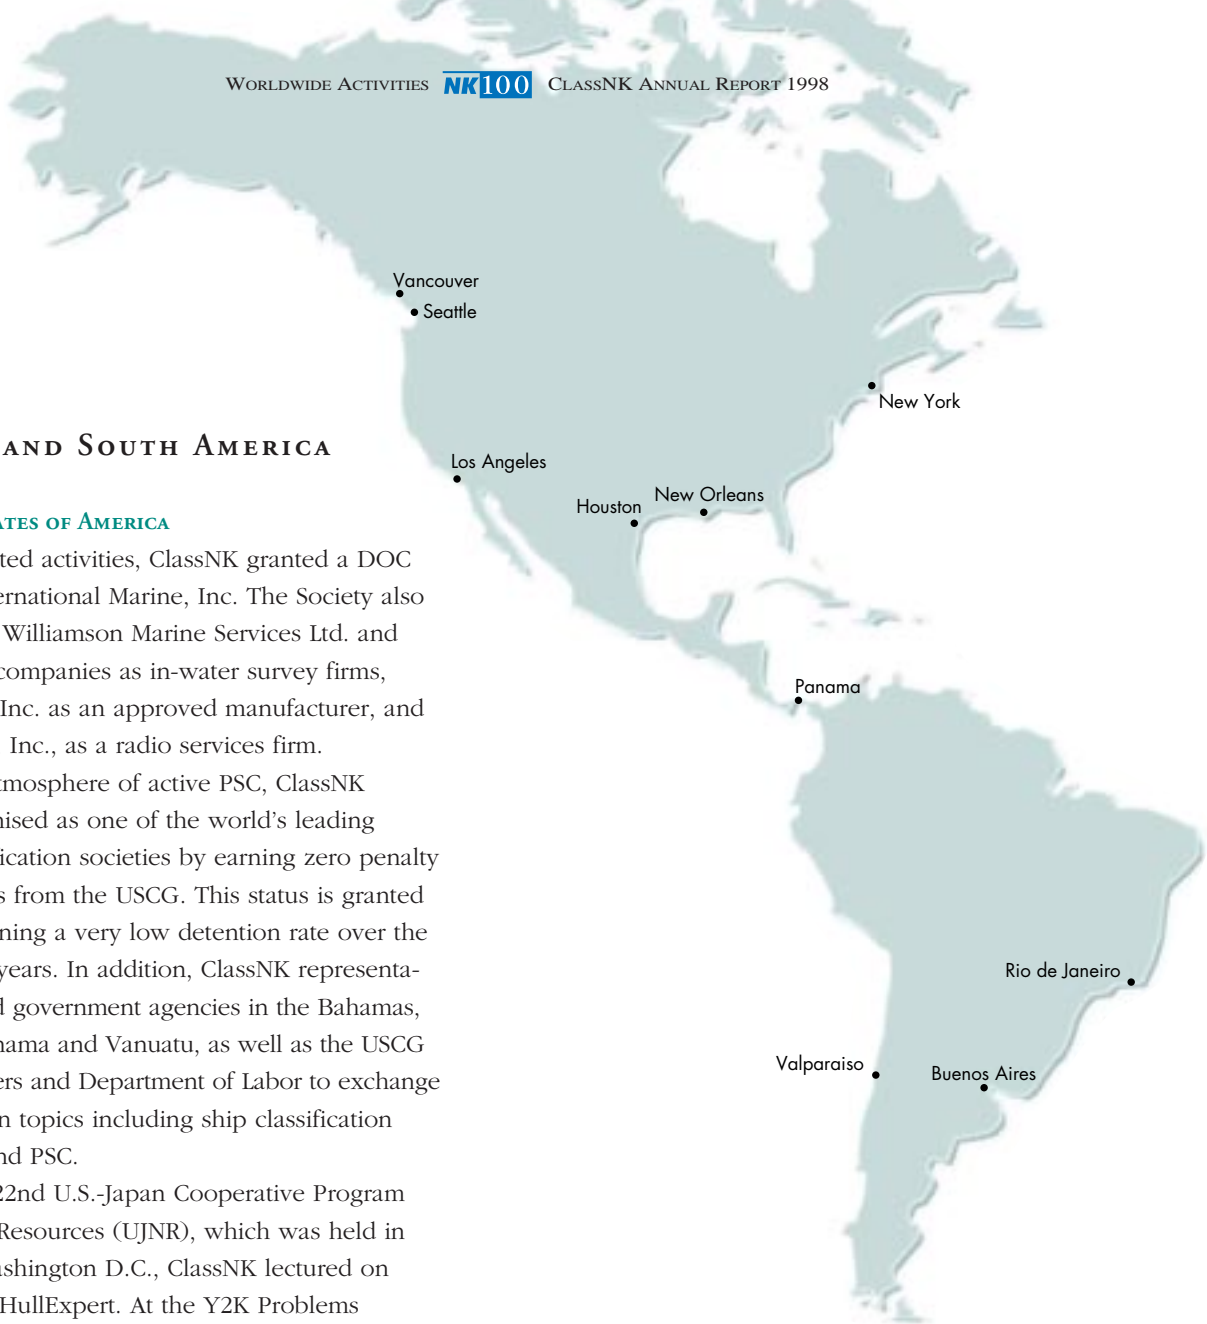 WORLDWIDE ACTIVITIES NK100 CLASSNK ANNUAL REPORT 1998
AND SOUTH AMERICA
ATES OF AMERICA
ted activities, ClassNK granted a DOC
ernational Marine, Inc. The Society also
Williamson Marine Services Ltd. and
companies as in-water survey firms,
Inc. as an approved manufacturer, and
Inc., as a radio services firm.
tmosphere of active PSC, ClassNK
nised as one of the world's leading
ication societies by earning zero penalty
s from the USCG. This status is granted
ning a very low detention rate over the
years. In addition, ClassNK representa-
d government agencies in the Bahamas,
nama and Vanuatu, as well as the USCG
ers and Department of Labor to exchange
n topics including ship classification
nd PSC.
22nd U.S.-Japan Cooperative Program
Resources (UJNR), which was held in
ashington D.C., ClassNK lectured on
HullExpert. At the Y2K Problems
Vancouver
Seattle
New York
Los Angeles
New Orleans
Houston
Panama
Rio de Janeiro
Valparaiso
Buenos Aires